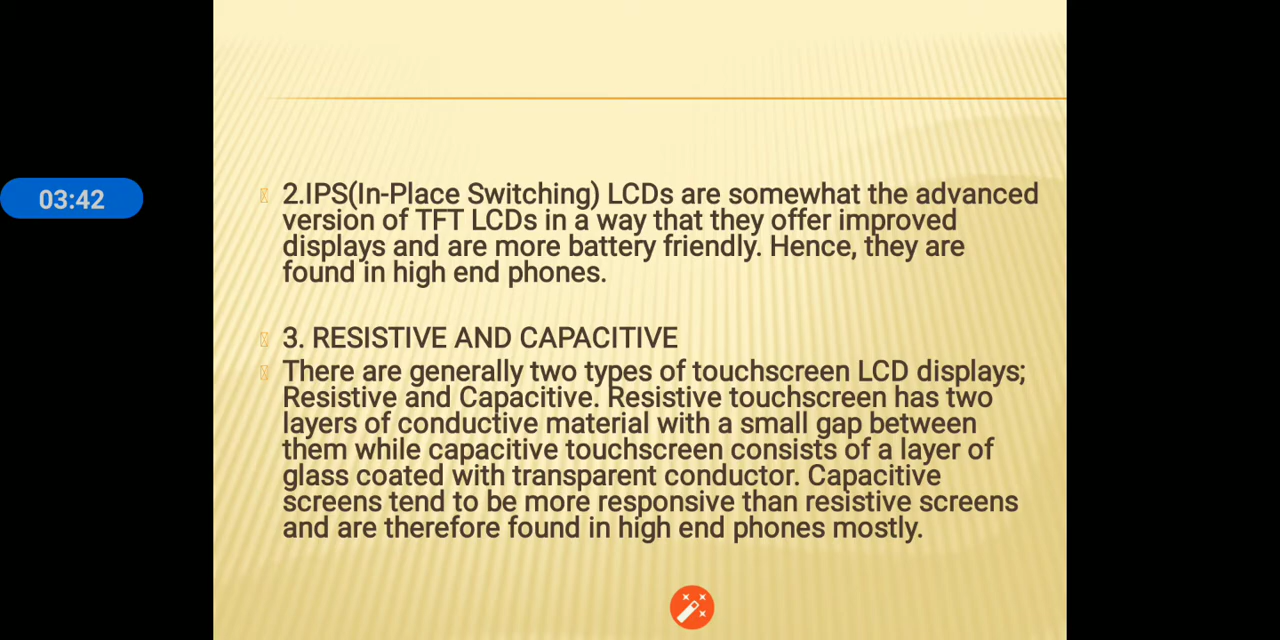 03:42
2.IPS(In-Place Switching) LCDs are somewhat the advanced
version of TFT LCDs in a way that they offer improved
displays and are more battery friendly. Hence, they are
found in high end phones.
3. RESISTIVE AND CAPACITIVE
There are generally two types of touchscreen LCD displays;
Resistive and Capacitive. Resistive touchscreen has two
layers of conductive material with a small gap between
them while capacitive touchscreen consists of a layer of
glass coated with transparent conductor. Capacitive
screens tend to be more responsive than resistive screens
and are therefore found in high end phones mostly.